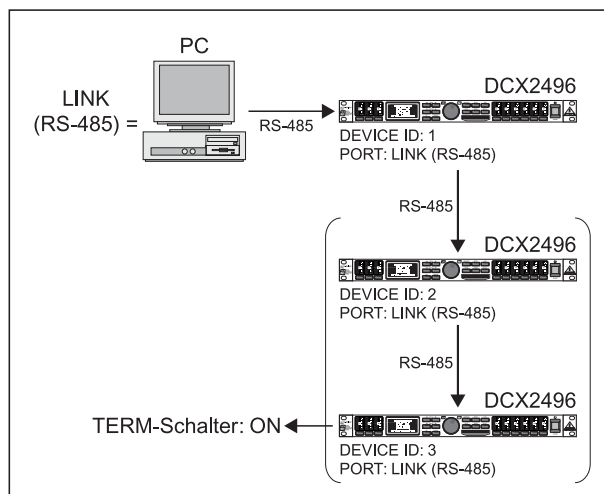 PC
LINK
(RS-485) =
RS-485
DCX2496
DEVICE ID: 1
PORT: LINK (RS-485)
RS-485
DCX2496
DEVICE ID: 2
PORT: LINK (RS-485)
RS-485
DCX2496
TERM-Schalter: ON
DEVICE ID: 3
PORT: LINK (RS-485)